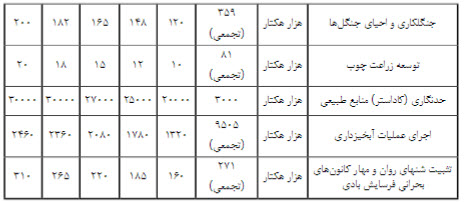 جنگلکاری و احیای جنگل‌ها هزار هکتار ۳۵۹ (تجمعی) ۱۲۰ ۱۴۸ ۱۶۵ ۱۸۲ ۲۰۰
توسعه زراعت چوب هزار هکتار ۸۱ (تجمعی) ۱۰ ۱۲ ۱۵ ۱۸ ۲۰
حدنگاری (کاداستر) منابع طبیعی هزار هکتار ۳۰۰۰ ۲۰۰۰۰ ۲۵۰۰۰ ۲۷۰۰۰ ۳۰۰۰۰ ۳۰۰۰۰
اجرای عملیات آبخیزداری هزار هکتار ۹۵۰۵ (تجمعی) ۱۳۲۰ ۱۷۸۰ ۲۰۸۰ ۲۳۶۰ ۲۴۶۰
تثبیت شنهای روان و مهار کانون‌های بحرانی فرسایش بادی هزار هکتار ۲۷۱ (تجمعی) ۱۶۰ ۱۸۵ ۲۲۰ ۲۶۵ ۳۱۰